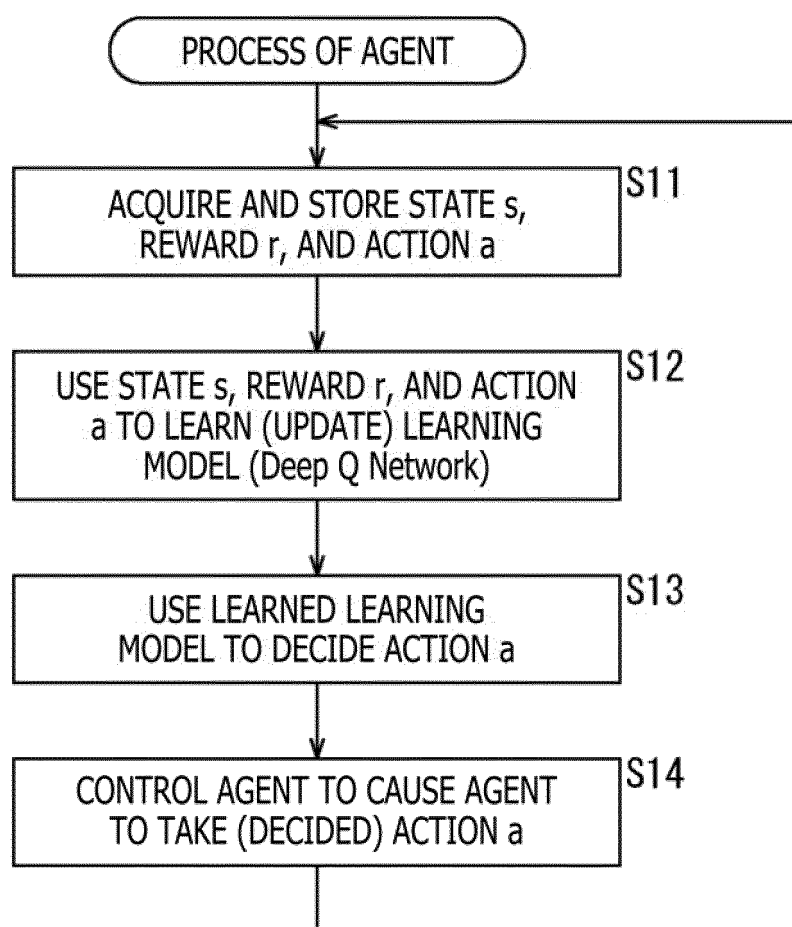 PROCESS OF AGENT
S11
ACQUIRE AND STORE STATE s,
REWARD r, AND ACTION a
S12
USE STATE s, REWARD r, AND ACTION
a TO LEARN (UPDATE) LEARNING
MODEL (Deep Q Network)
S13
USE LEARNED LEARNING
MODEL TO DECIDE ACTION a
S14
CONTROL AGENT TO CAUSE AGENT
TO TAKE (DECIDED) ACTION a